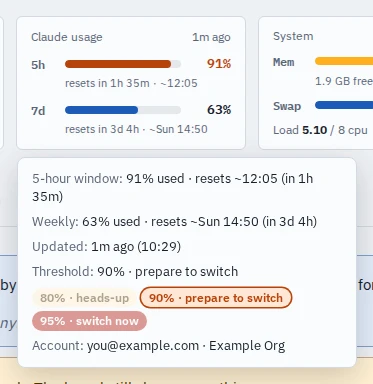 Claude usage 1m ago
5h 91%
resets in 1h 35m · ~12:05
7d 63%
resets in 3d 4h · ~Sun 14:50
System
Mem
1.9 GB free
Swap
Load 5.10 / 8 cpu
5-hour window: 91% used · resets ~12:05 (in 1h
35m)
Weekly: 63% used · resets ~Sun 14:50 (in 3d 4h)
Updated: 1m ago (10:29)
Threshold: 90% · prepare to switch
80% · heads-up 90% · prepare to switch
95% · switch now
Account: you@example.com · Example Org
by
for